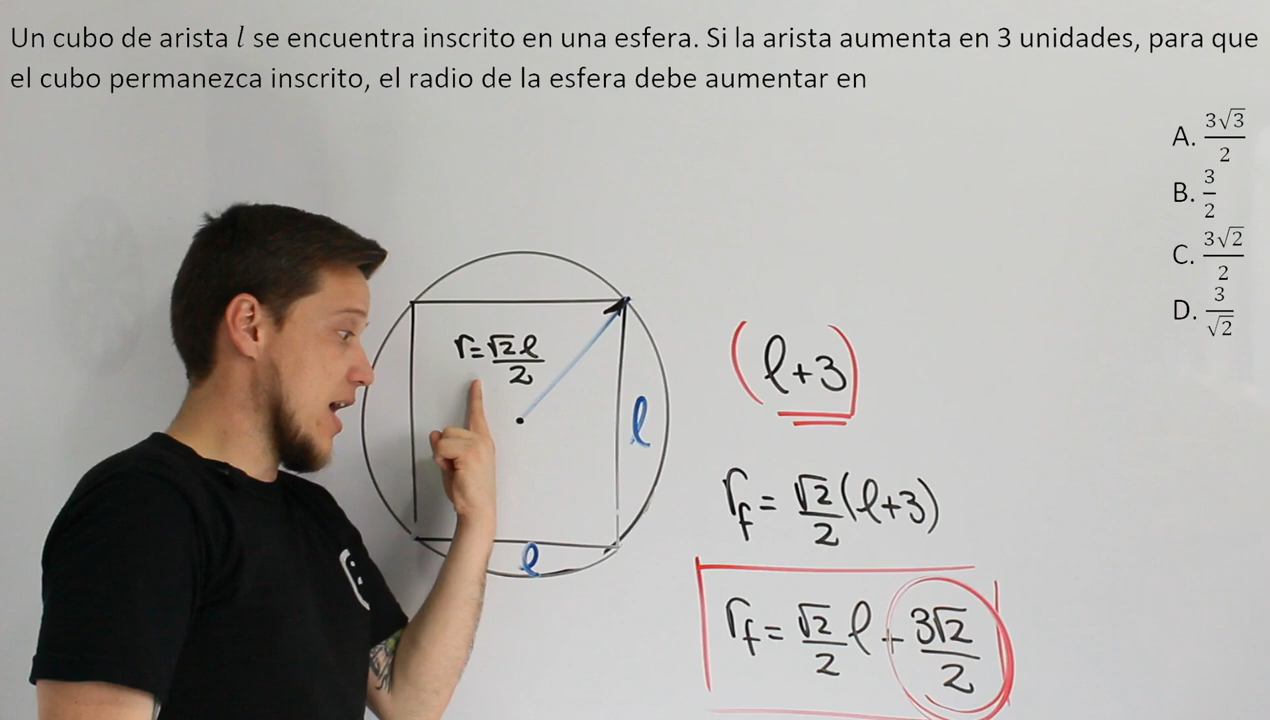 Un cubo de arista l se encuentra inscrito en una esfera. Si la arista aumenta en 3 unidades, para que
el cubo permanezca inscrito, el radio de la esfera debe aumentar en
A. 3√3/2
B. 3/2
C. 3√2/2
D. 3/√2
r=√2 ℓ/2
ℓ
ℓ
(ℓ+3)
r_f = √2/2 (ℓ+3)
r_f = √2/2 ℓ + 3√2/2